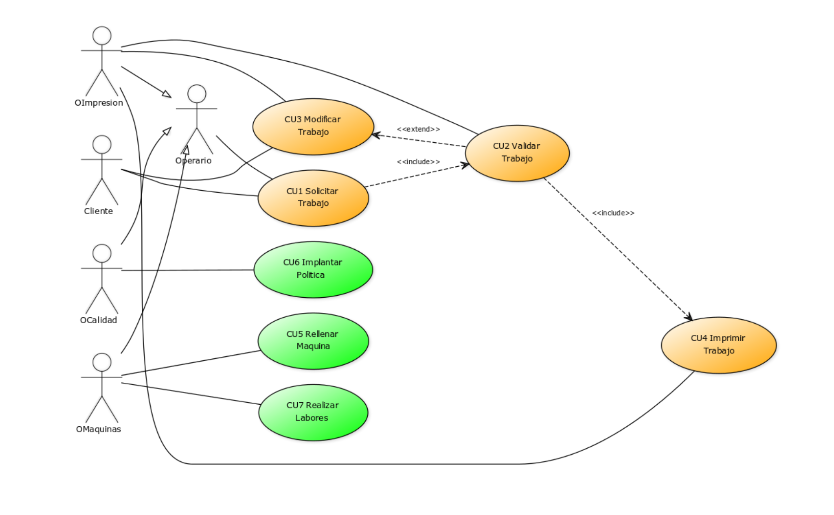 OImpresion
Operario
Cliente
OCalidad
OMaquinas
CU3 Modificar
Trabajo
CU1 Solicitar
Trabajo
CU6 Implantar
Politica
CU5 Rellenar
Maquina
CU7 Realizar
Labores
<<extend>>
<<include>>
CU2 Validar
Trabajo
<<include>>
CU4 Imprimir
Trabajo